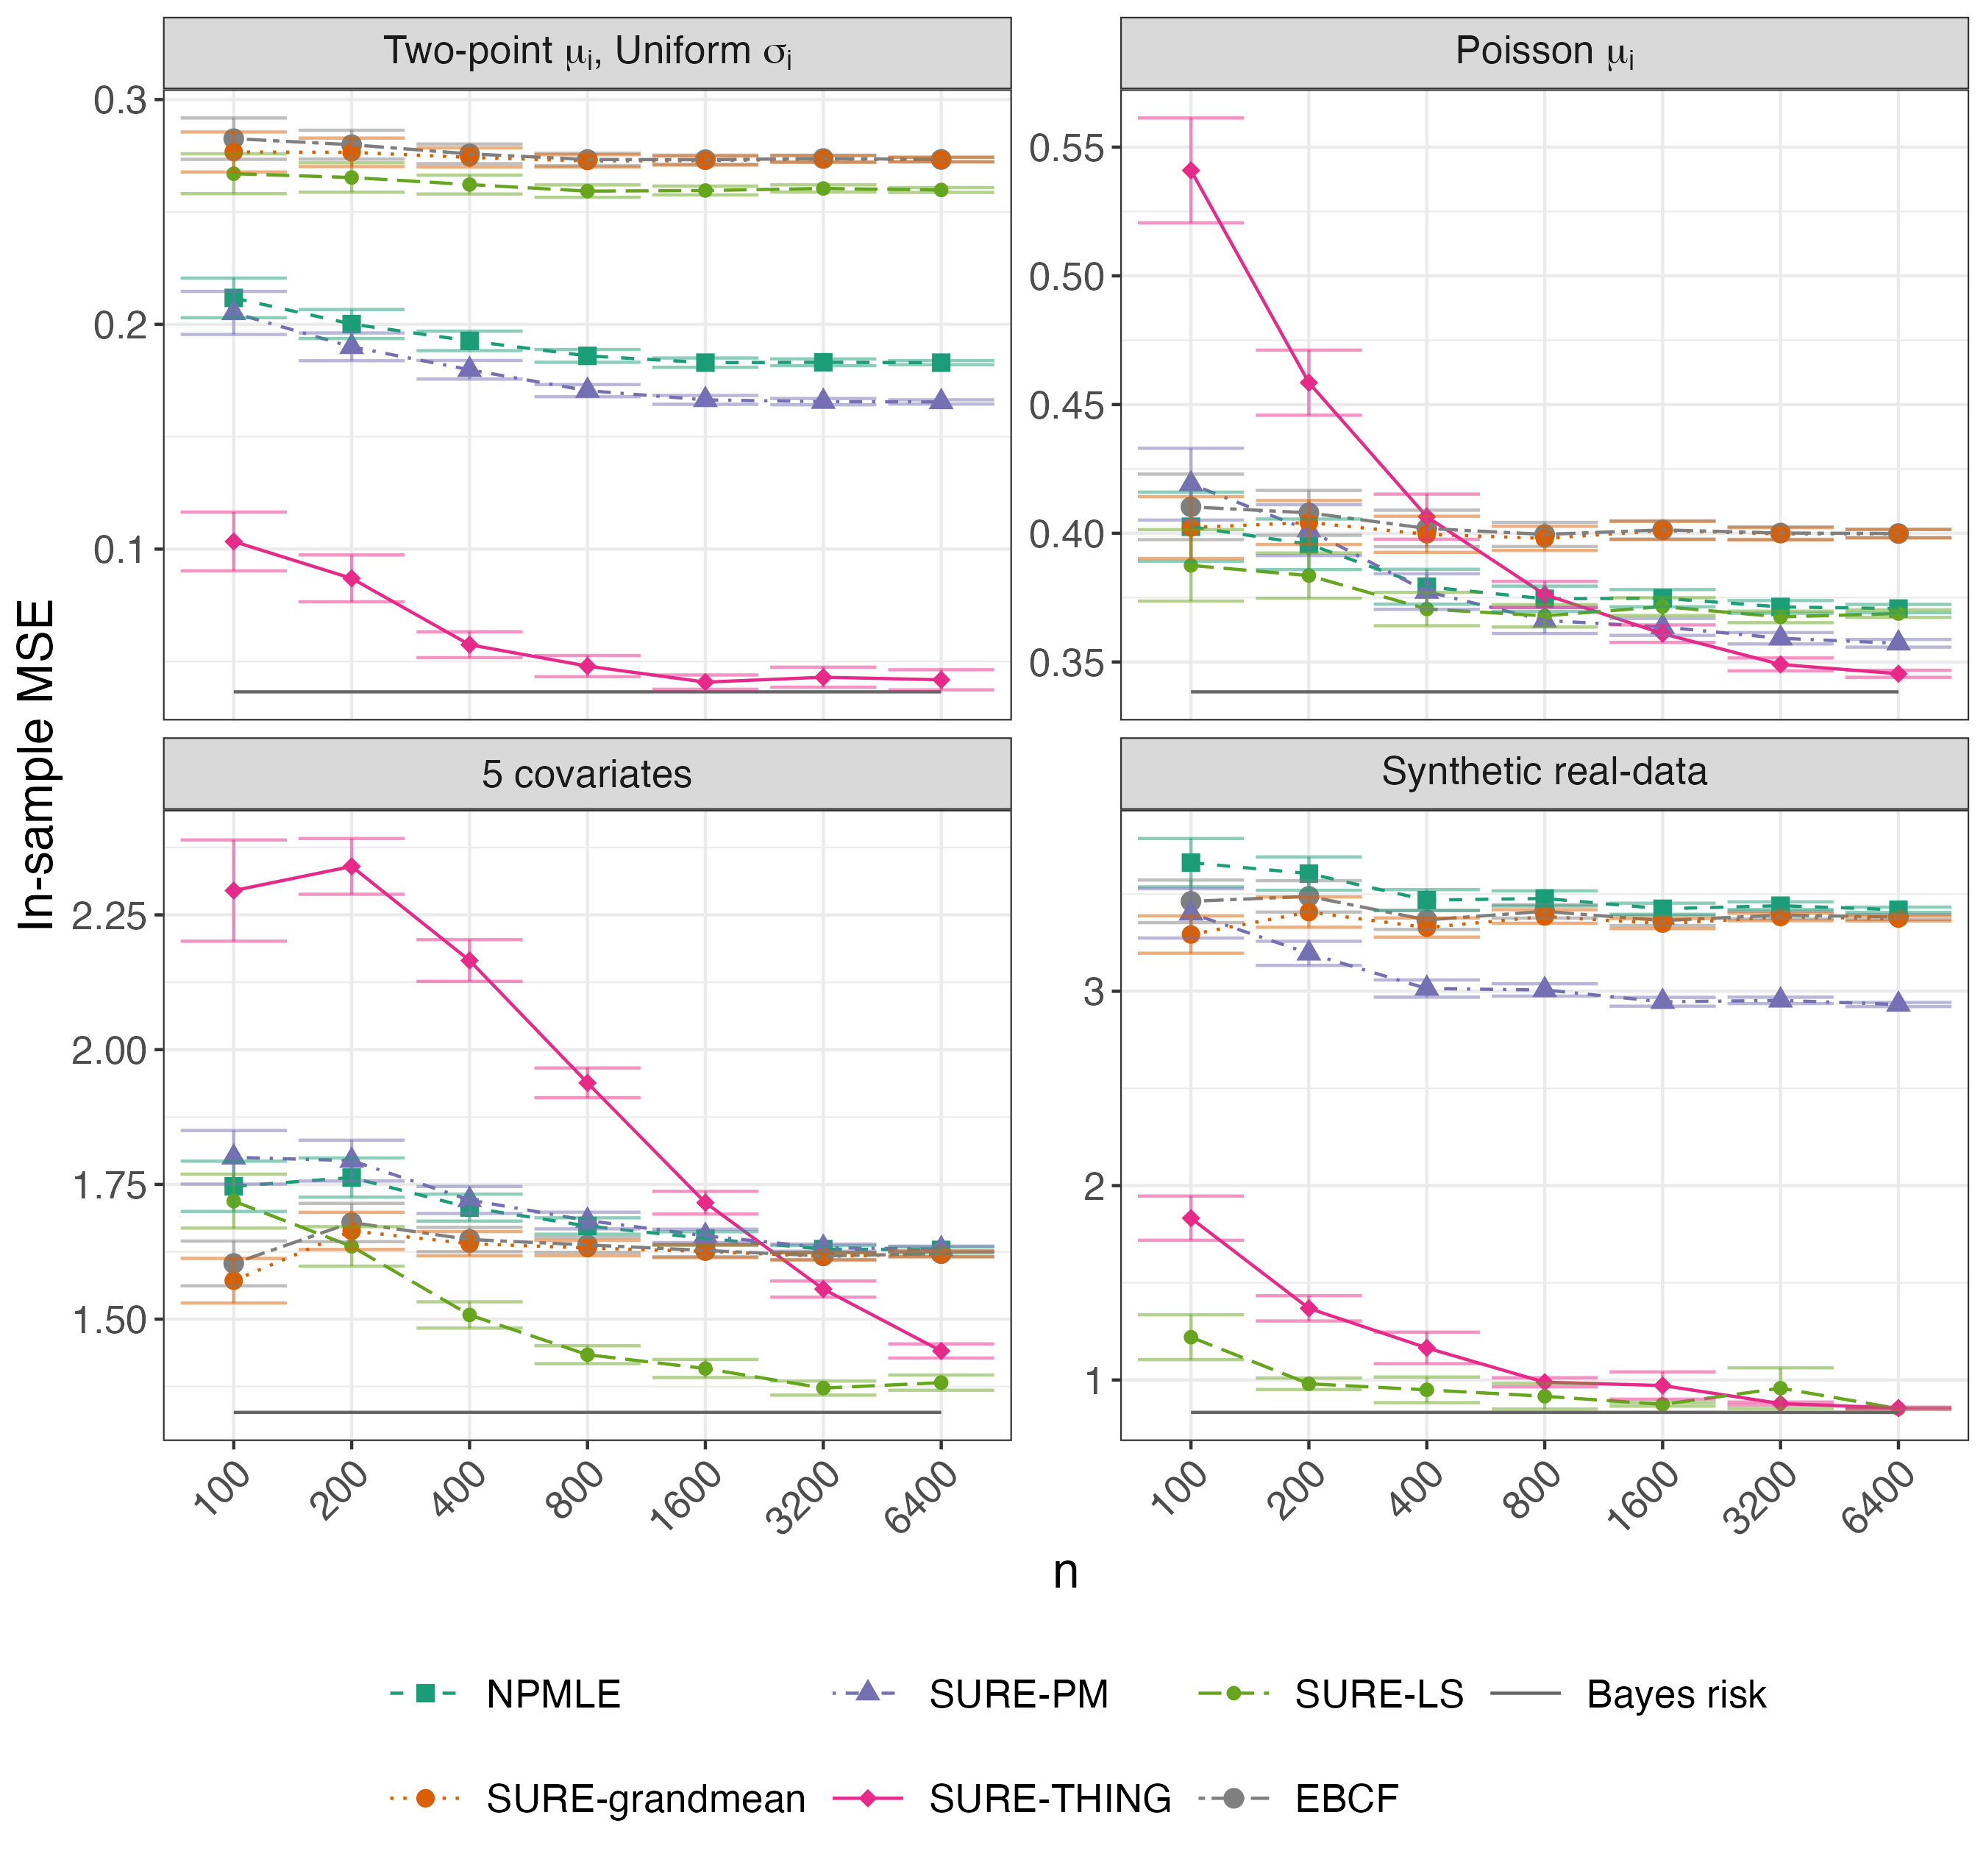 Two-point μi, Uniform σi
Poisson μi
0.3
0.2
0.1
0.55
0.50
0.45
0.40
0.35
In-sample MSE
5 covariates
Synthetic real-data
2.25
2.00
1.75
1.50
3
2
1
100 200 400 800 1600 3200 6400
100 200 400 800 1600 3200 6400
n
NPMLE SURE-PM SURE-LS Bayes risk
SURE-grandmean SURE-THING EBCF